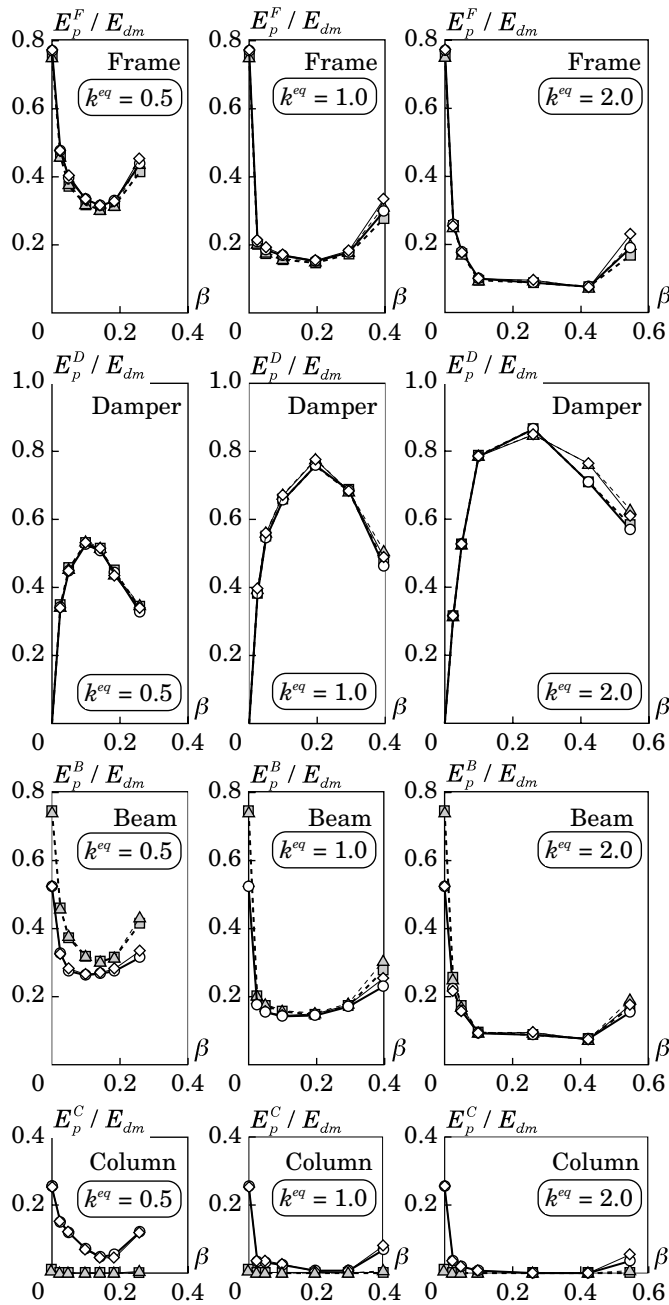 E_p^F / E_dm E_p^F / E_dm E_p^F / E_dm
0.8 0.8 0.8
Frame Frame Frame
k^eq = 0.5 k^eq = 1.0 k^eq = 2.0
0.6 0.6 0.6
0.4 0.4 0.4
0.2 0.2 0.2
β β β
0 0.2 0.4 0 0.2 0.4 0 0.2 0.4 0.6
E_p^D / E_dm E_p^D / E_dm E_p^D / E_dm
1.0 1.0 1.0
Damper Damper Damper
0.8 0.8 0.8
0.6 0.6 0.6
0.4 0.4 0.4
0.2 0.2 0.2
k^eq = 0.5 k^eq = 1.0 k^eq = 2.0
β β β
0 0.2 0.4 0 0.2 0.4 0 0.2 0.4 0.6
E_p^B / E_dm E_p^B / E_dm E_p^B / E_dm
0.8 0.8 0.8
Beam Beam Beam
k^eq = 0.5 k^eq = 1.0 k^eq = 2.0
0.6 0.6 0.6
0.4 0.4 0.4
0.2 0.2 0.2
β β β
0 0.2 0.4 0 0.2 0.4 0 0.2 0.4 0.6
E_p^C / E_dm E_p^C / E_dm E_p^C / E_dm
0.4 0.4 0.4
Column Column Column
k^eq = 0.5 k^eq = 1.0 k^eq = 2.0
0.2 0.2 0.2
β β β
0 0.2 0.4 0 0.2 0.4 0 0.2 0.4 0.6